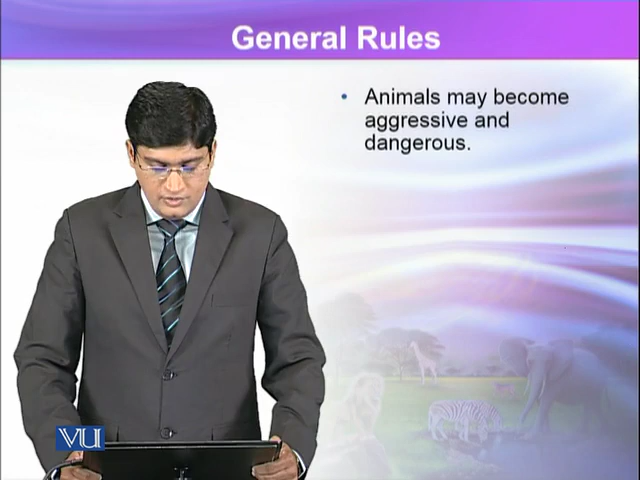 General Rules
• Animals may become
aggressive and
dangerous.
VU